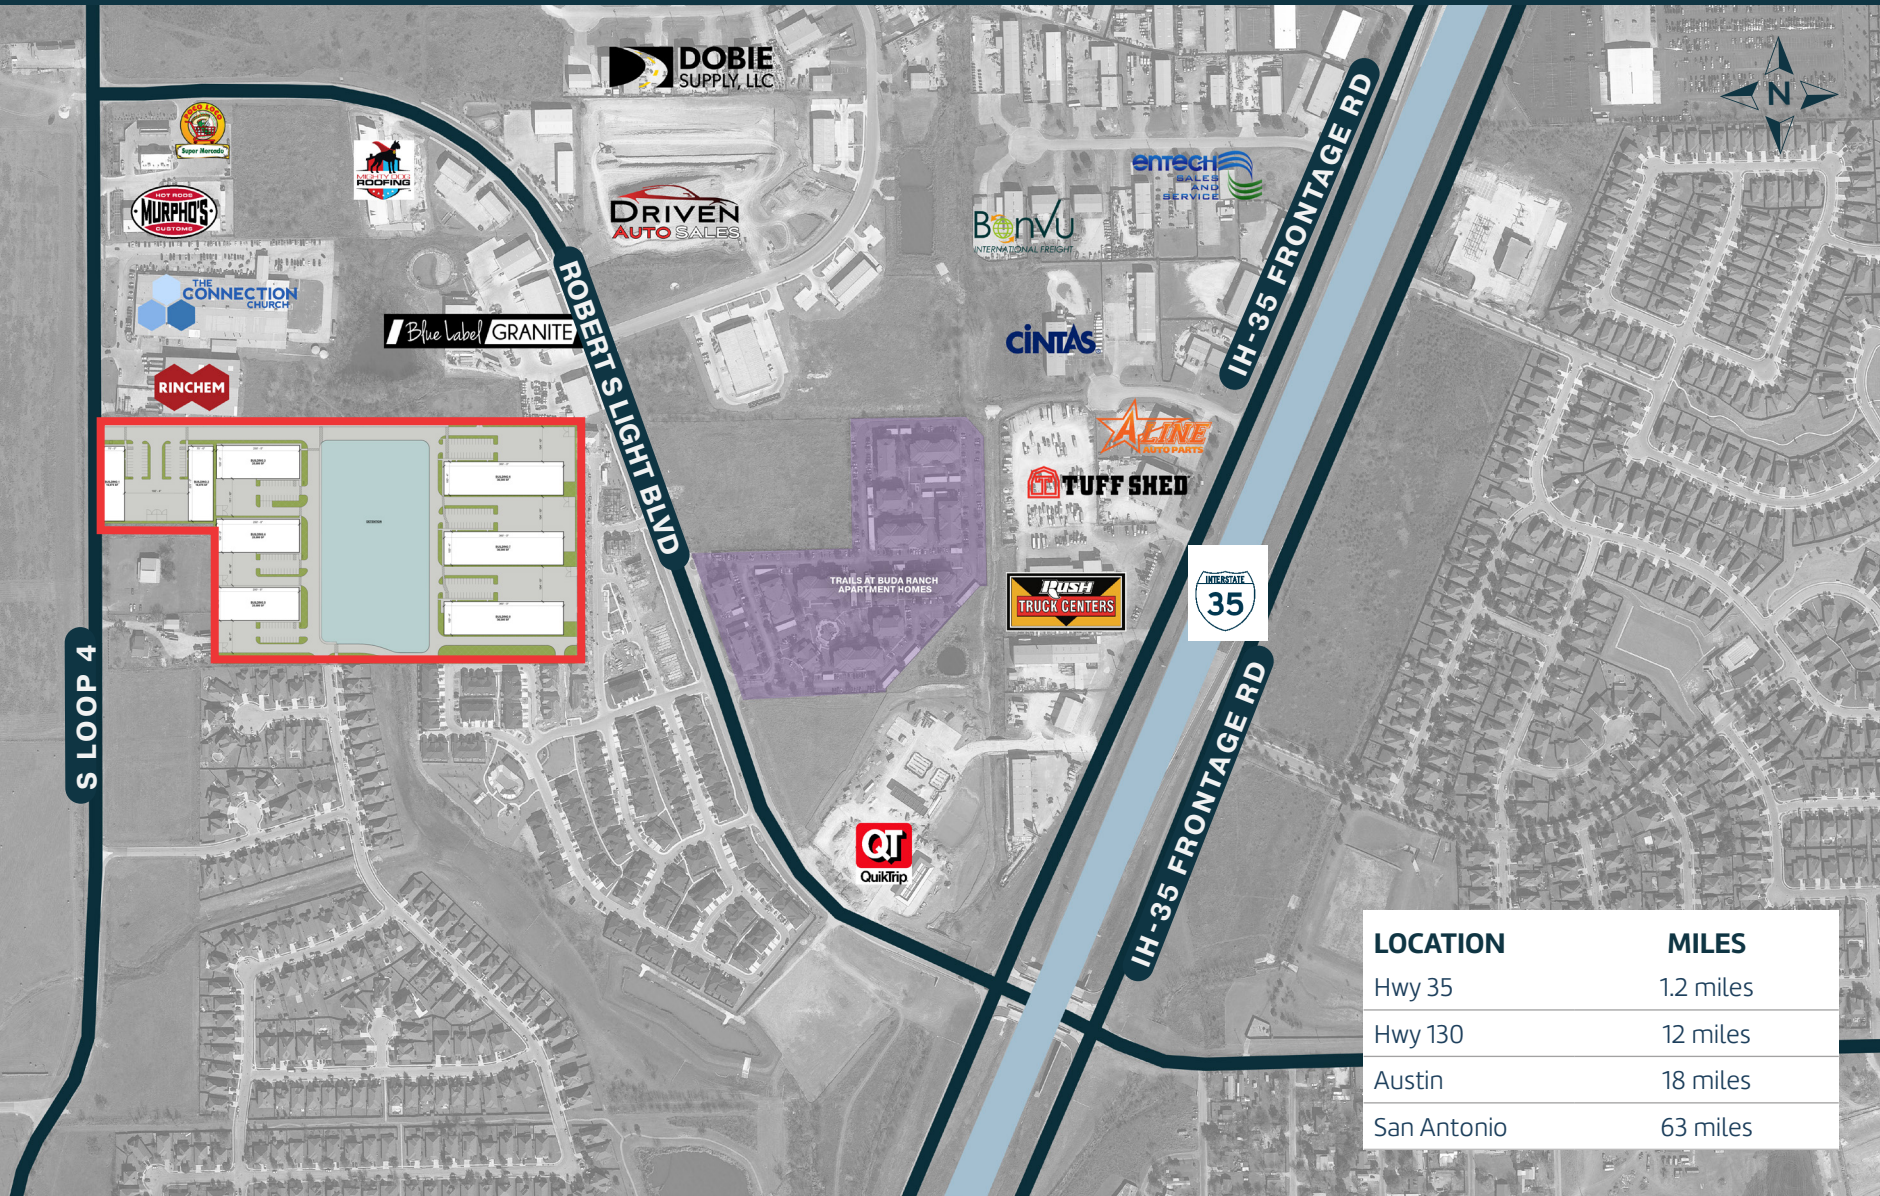 DOBIE
SUPPLY, LLC
N
POCO LOCO
Super Mercado
MIGHTY DOG
ROOFING
HOT RODS
MURPHO'S
CUSTOMS
DRIVEN
AUTO SALES
ENTECH
SALES
AND
SERVICE
BonVu
INTERNATIONAL FREIGHT
IH-35 FRONTAGE RD
THE
CONNECTION
CHURCH
Blue Label GRANITE
CINTAS
RINCHEM
ROBERT S LIGHT BLVD
A LINE
AUTO PARTS
TUFF SHED
TRAILS AT BUDA RANCH
APARTMENT HOMES
RUSH
TRUCK CENTERS
INTERSTATE
35
S LOOP 4
IH-35 FRONTAGE RD
QT
QuikTrip
LOCATION MILES
Hwy 35 1.2 miles
Hwy 130 12 miles
Austin 18 miles
San Antonio 63 miles